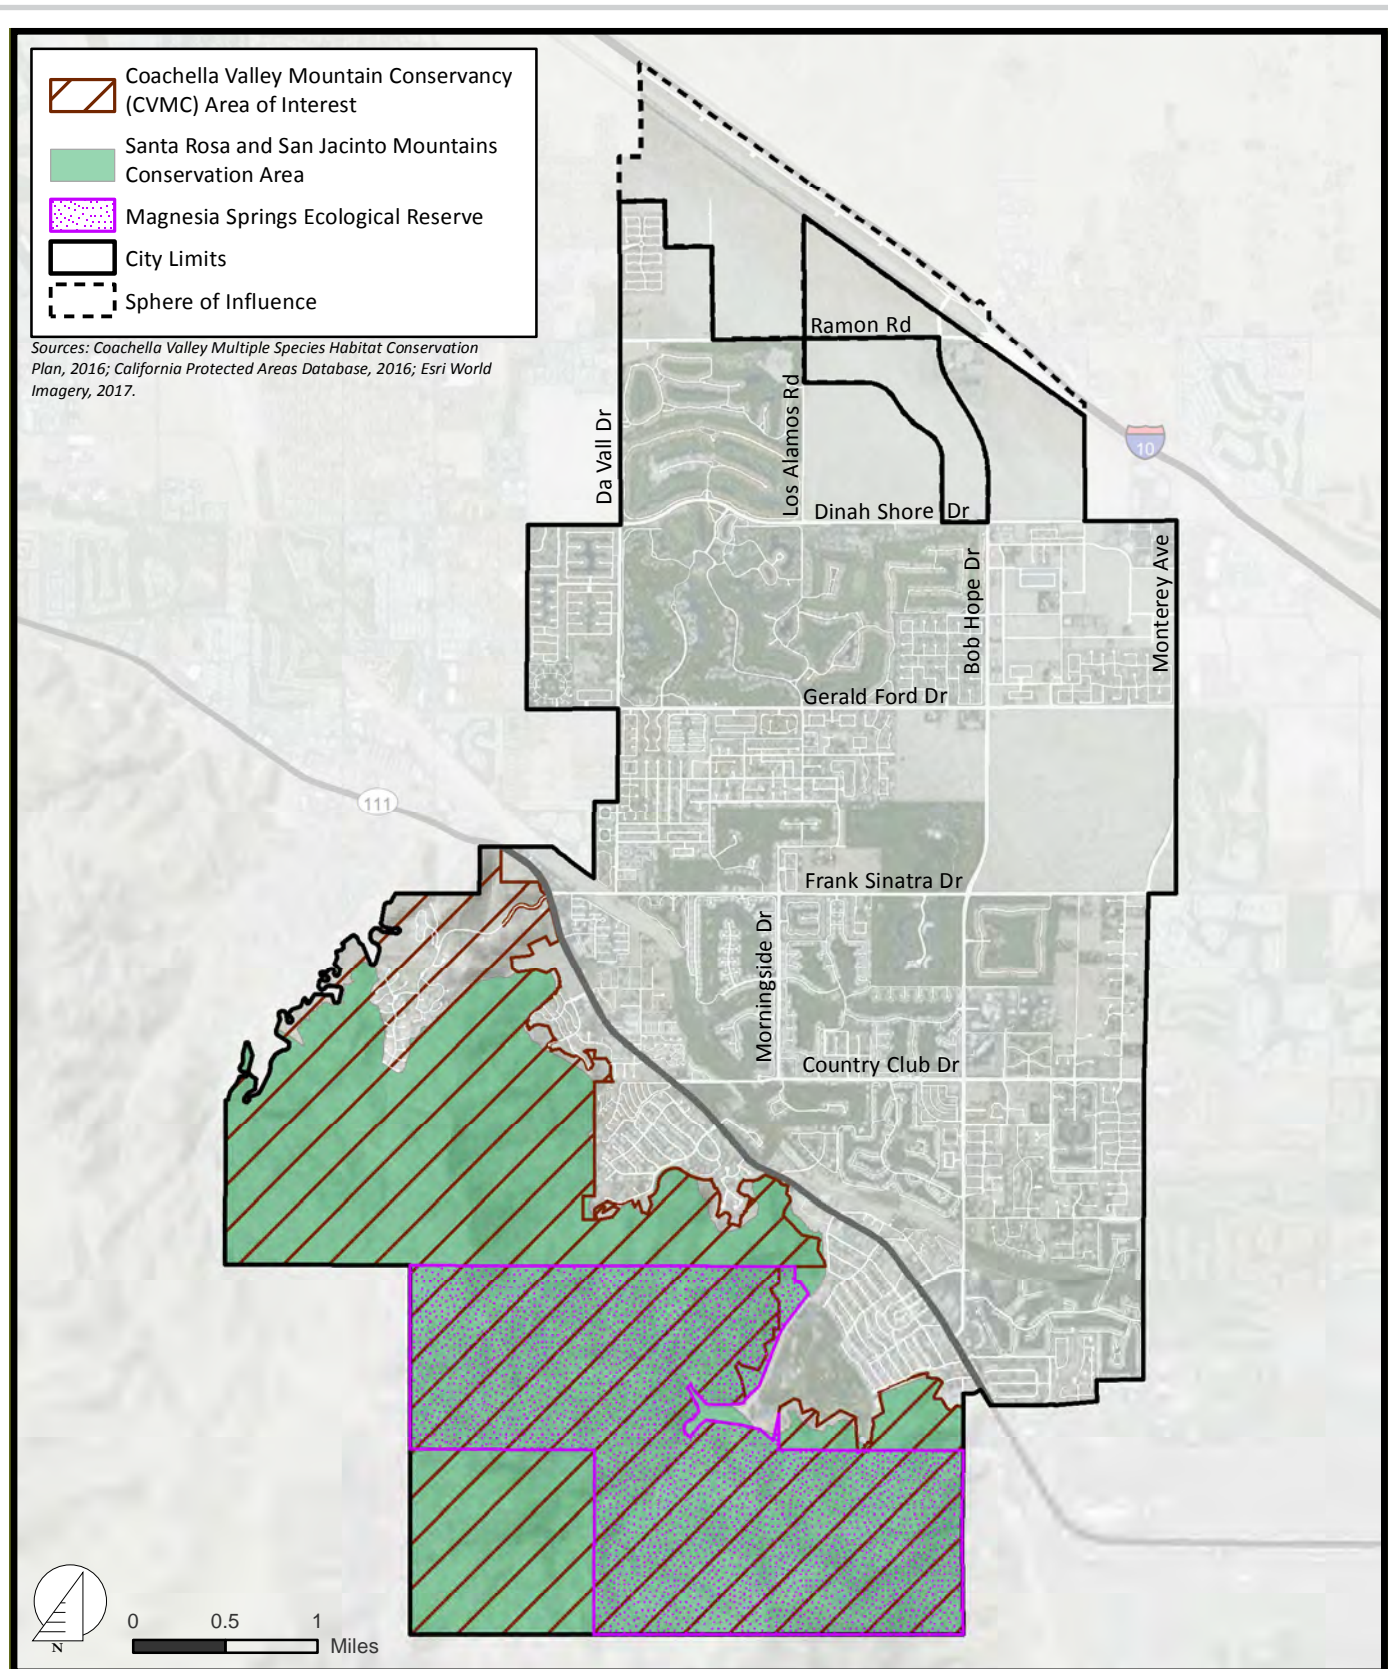 Coachella Valley Mountain Conservancy
(CVMC) Area of Interest
Santa Rosa and San Jacinto Mountains
Conservation Area
Magnesia Springs Ecological Reserve
City Limits
Sphere of Influence
Sources: Coachella Valley Multiple Species Habitat Conservation
Plan, 2016; California Protected Areas Database, 2016; Esri World
Imagery, 2017.
Ramon Rd
Da Vall Dr
Los Alamos Rd
10
Dinah Shore Dr
Bob Hope Dr
Monterey Ave
Gerald Ford Dr
111
Frank Sinatra Dr
Morningside Dr
Country Club Dr
N
0 0.5 1
Miles